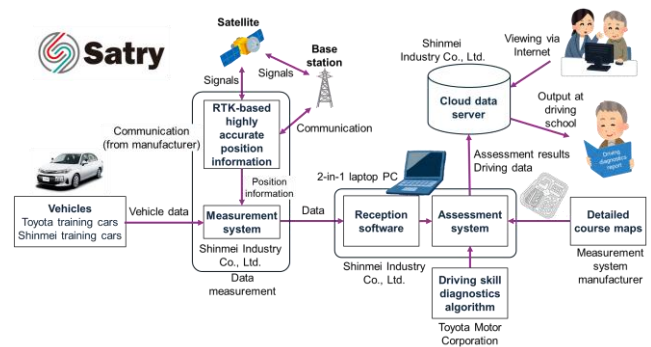 Satry
Satellite
Signals
Signals
Base
station
RTK-based
highly
accurate
position
information
Communication
(from manufacturer)
Communication
Position
information
Vehicles
Toyota training cars
Shinmei training cars
Vehicle data
Measurement
system
Shinmei Industry
Co., Ltd.
Data
measurement
Data
2-in-1 laptop PC
Reception
software
Assessment
system
Shinmei Industry
Co., Ltd.
Driving skill
diagnostics
algorithm
Toyota Motor
Corporation
Detailed
course maps
Measurement
system
manufacturer
Assessment results
Driving data
Shinmei
Industry Co., Ltd.
Cloud data
server
Viewing via
Internet
Output at
driving
school
Driving
diagnostics
report